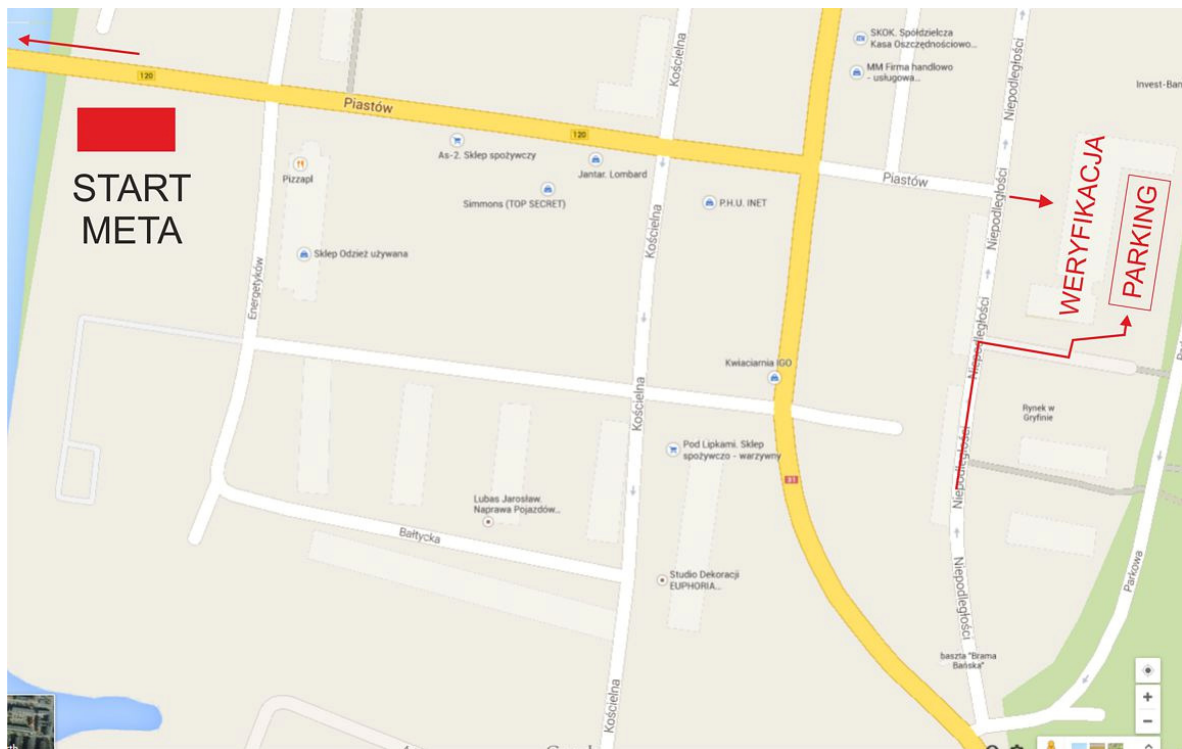 SKOK. Spółdzielcza
Kasa Oszczędnościowo...
MM Firma handlowo
- usługowa...
Invest-Ban
120
Piastów
120
Kościelna
Niepodległości
As-2. Sklep spożywczy
Jantar. Lombard
Pizzapl
Simmons (TOP SECRET)
P.H.U. INET
Piastów
START
META
WERYFIKACJA
PARKING
Niepodległości
Kościelna
Sklep Odzież używana
Energetyków
Niepodległości
Kwiaciarnia IGO
Kościelna
Rynek w
Gryfinie
Pod Lipkami. Sklep
spożywczo - warzywny
31
Niepodległości
Lubas Jarosław.
Naprawa Pojazdów...
Bałtycka
Studio Dekoracji
EUPHORIA...
Niepodległości
Parkowa
baszta "Brama
Bańska"
Kościelna